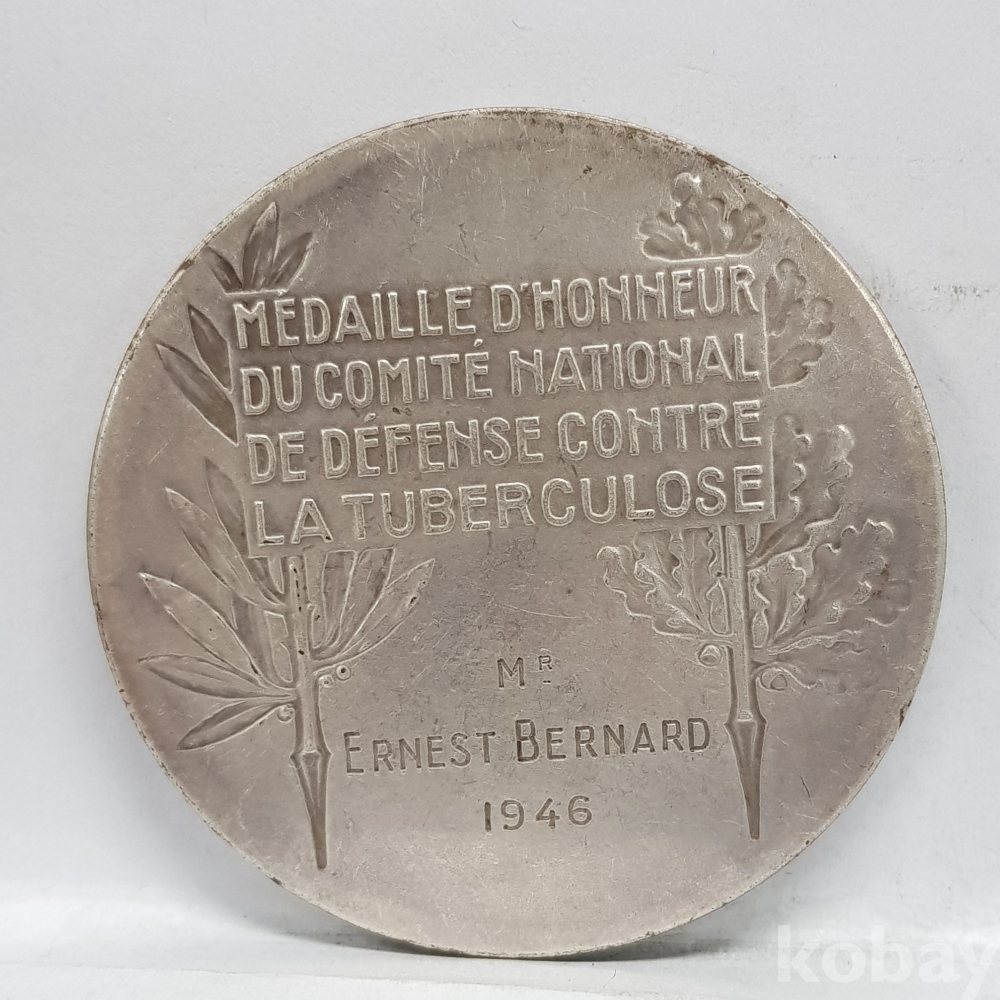 MÉDAILLE D'HONNEUR
DU COMITÉ NATIONAL
DE DÉFENSE CONTRE
LA TUBERCULOSE
MR
ERNEST BERNARD
1946
kobay